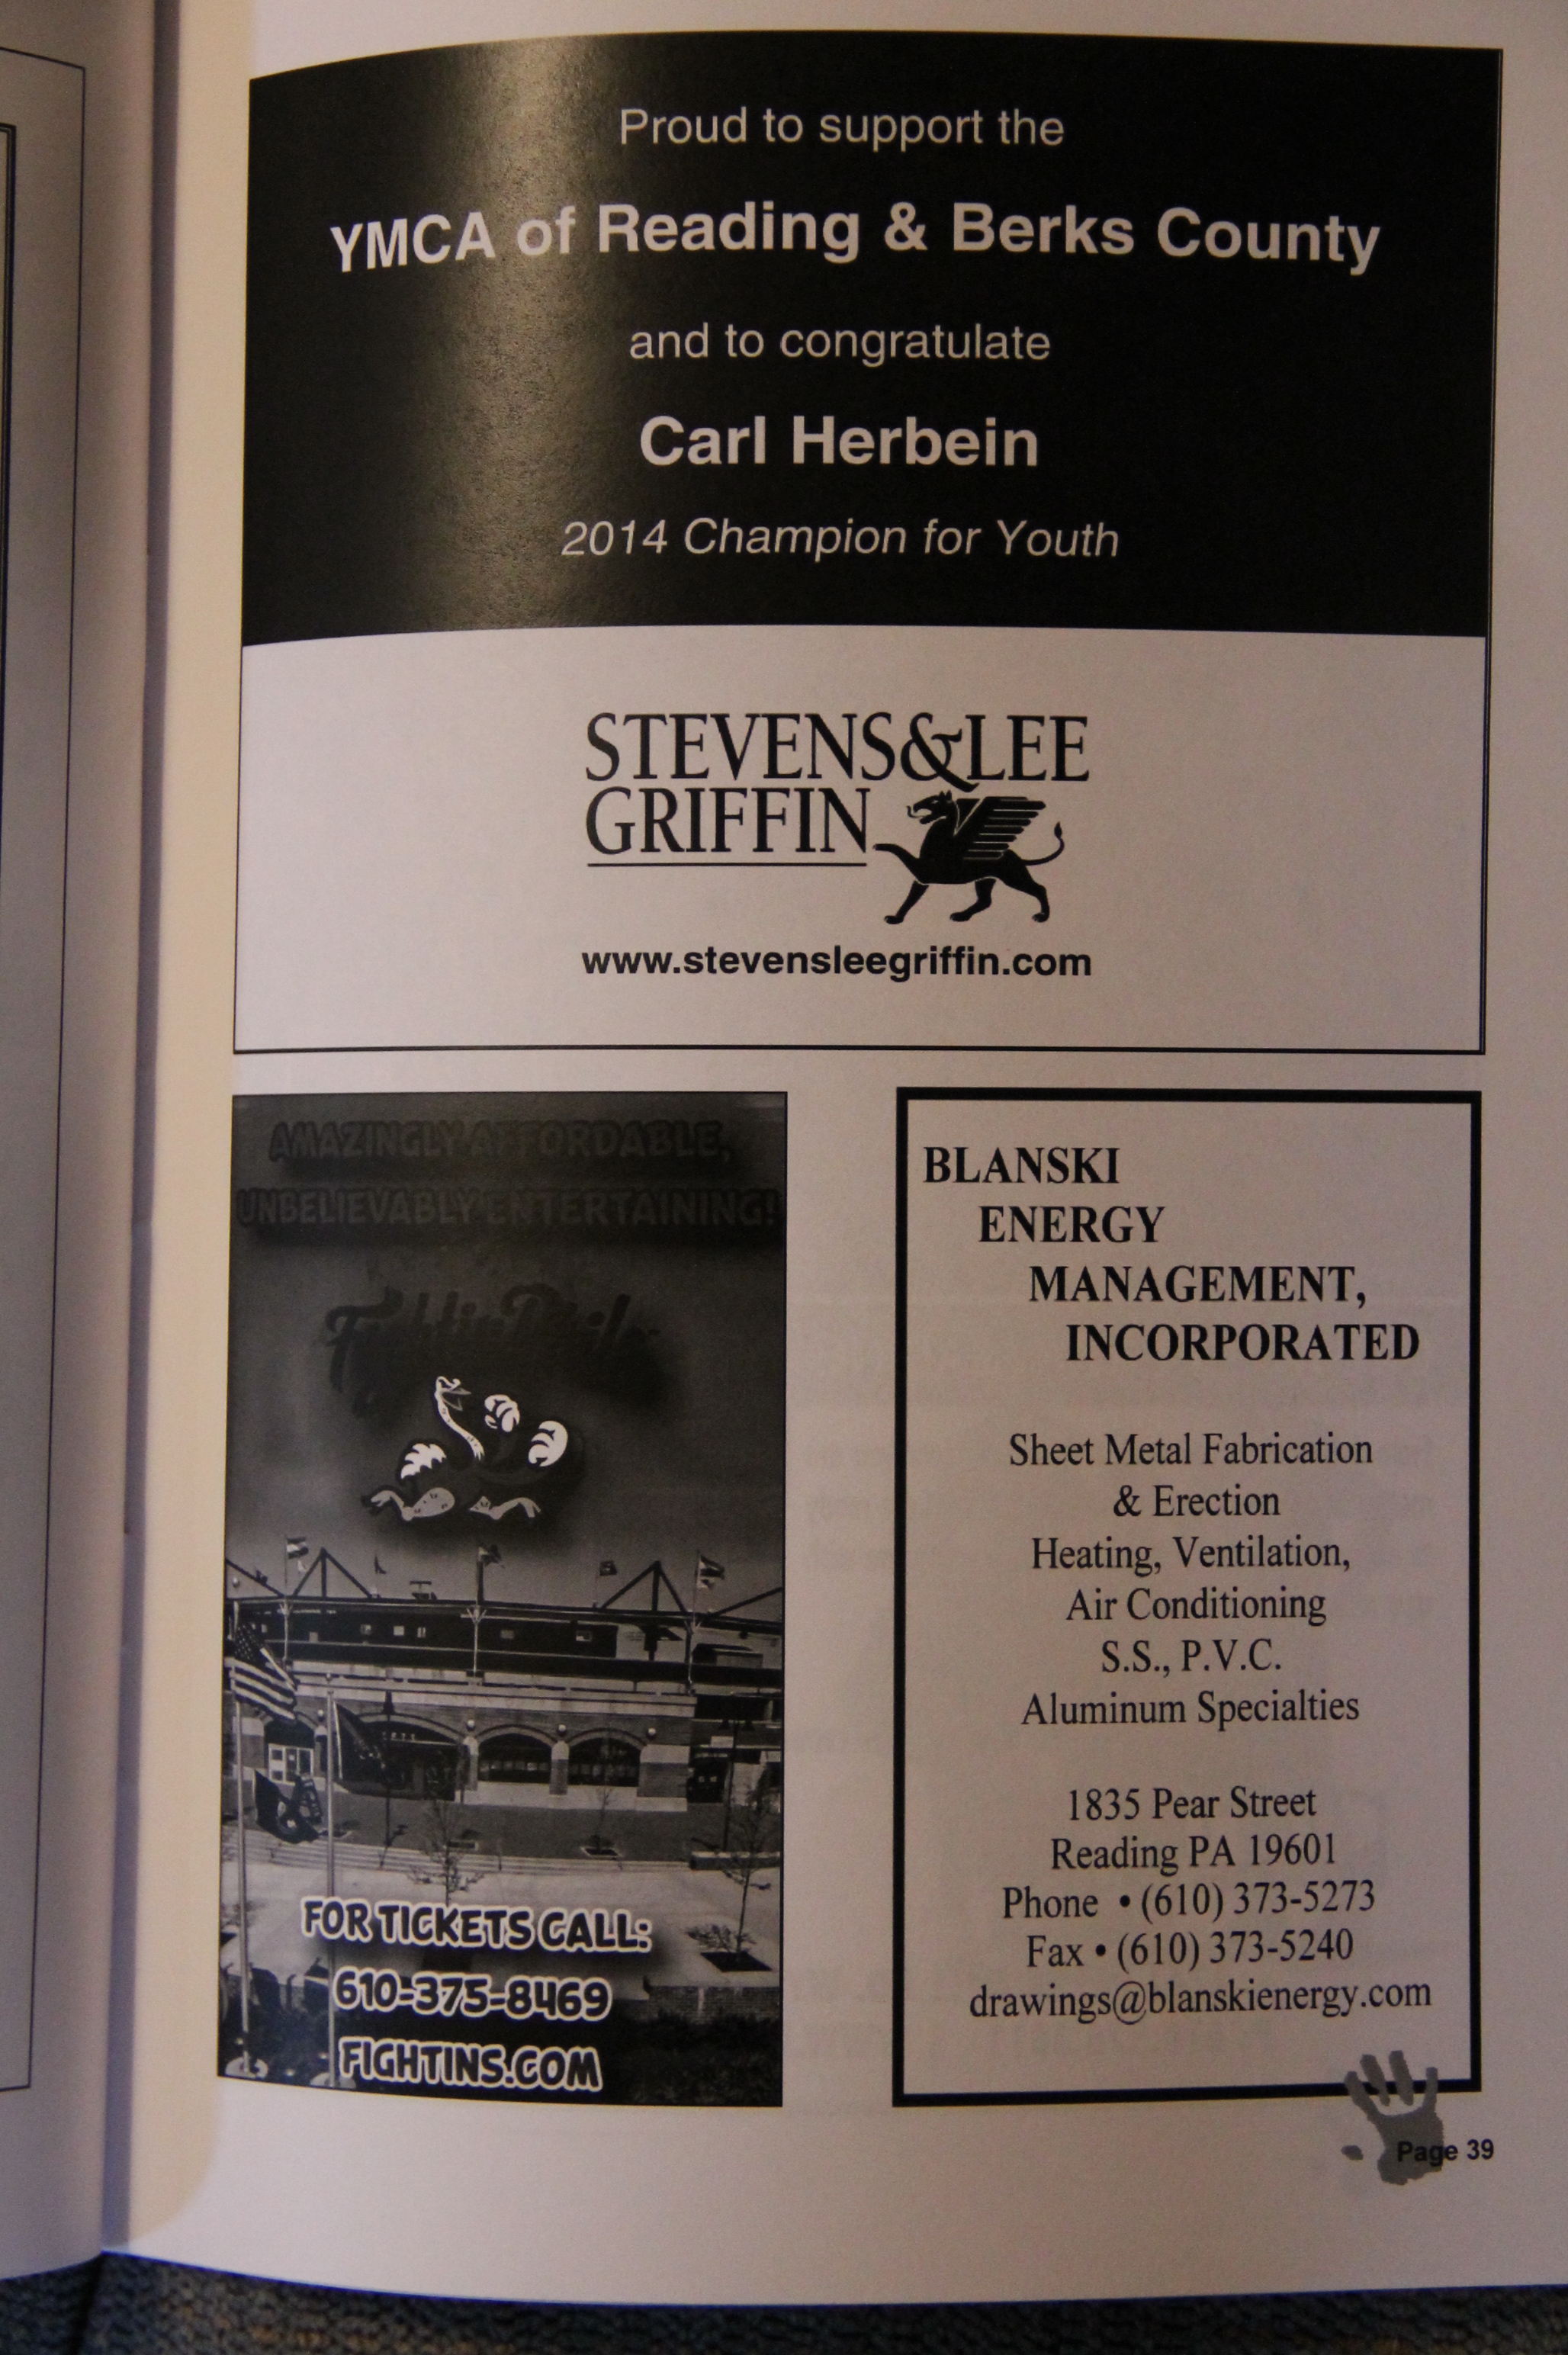 Proud to support the
YMCA of Reading & Berks County
and to congratulate
Carl Herbein
2014 Champion for Youth
STEVENS&LEE
GRIFFIN
www.stevensleegriffin.com
AMAZINGLY AFFORDABLE,
UNBELIEVABLY ENTERTAINING!
FOR TICKETS CALL:
610-375-8469
FIGHTINS.COM
BLANSKI
ENERGY
MANAGEMENT,
INCORPORATED
Sheet Metal Fabrication
& Erection
Heating, Ventilation,
Air Conditioning
S.S., P.V.C.
Aluminum Specialties
1835 Pear Street
Reading PA 19601
Phone • (610) 373-5273
Fax • (610) 373-5240
drawings@blanskienergy.com
Page 39